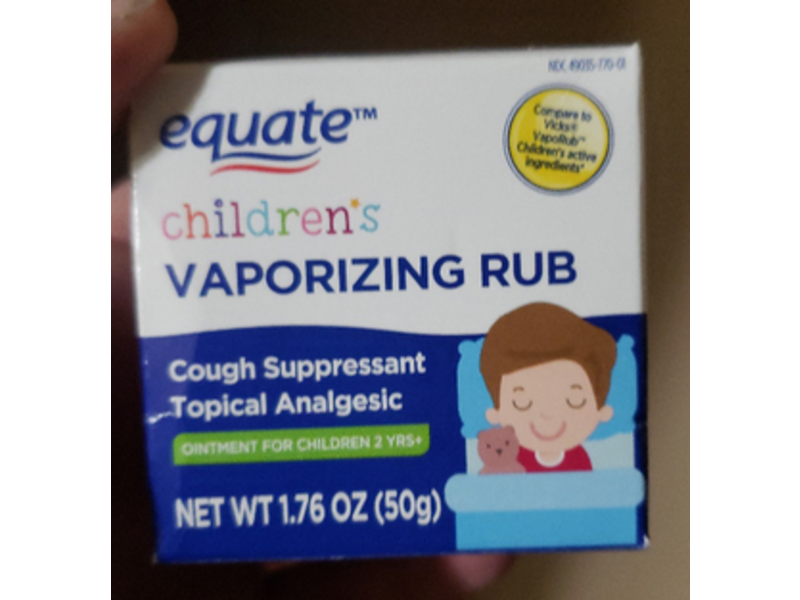 NDC 49035-770-01
equate™
Compare to
Vicks®
VapoRub™
Children's active
ingredients*
children's
VAPORIZING RUB
Cough Suppressant
Topical Analgesic
OINTMENT FOR CHILDREN 2 YRS+
NET WT 1.76 OZ (50g)